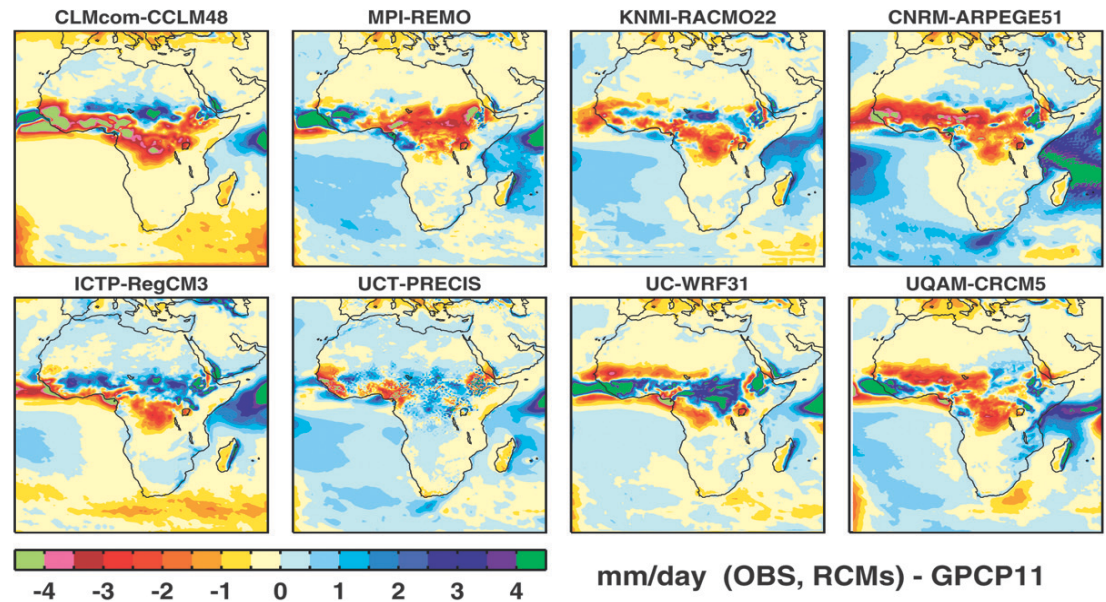 CLMcom-CCLM48 MPI-REMO KNMI-RACMO22 CNRM-ARPEGE51
ICTP-RegCM3 UCT-PRECIS UC-WRF31 UQAM-CRCM5
-4 -3 -2 -1 0 1 2 3 4
mm/day (OBS, RCMs) - GPCP11